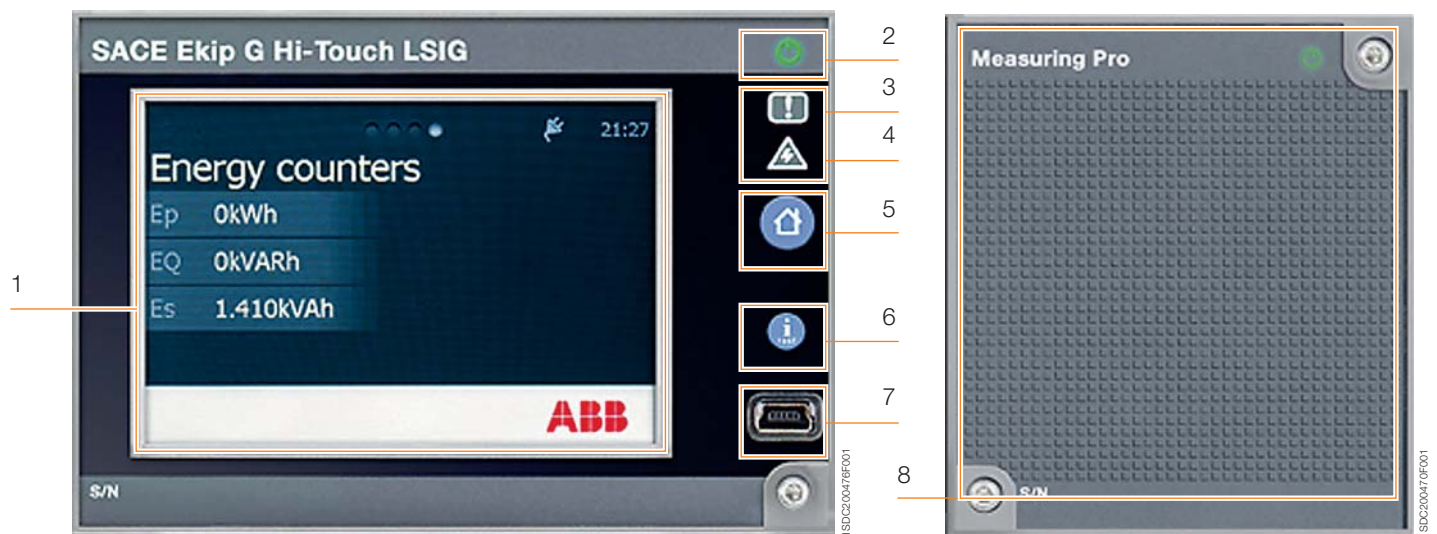 SACE Ekip G Hi-Touch LSIG
21:27
Energy counters
Ep 0kWh
EQ 0kVARh
Es 1.410kVAh
ABB
S/N
1
2
3
4
5
6
i
TEST
7
1SDC200476F001
Measuring Pro
8
S/N
SDC200470F001